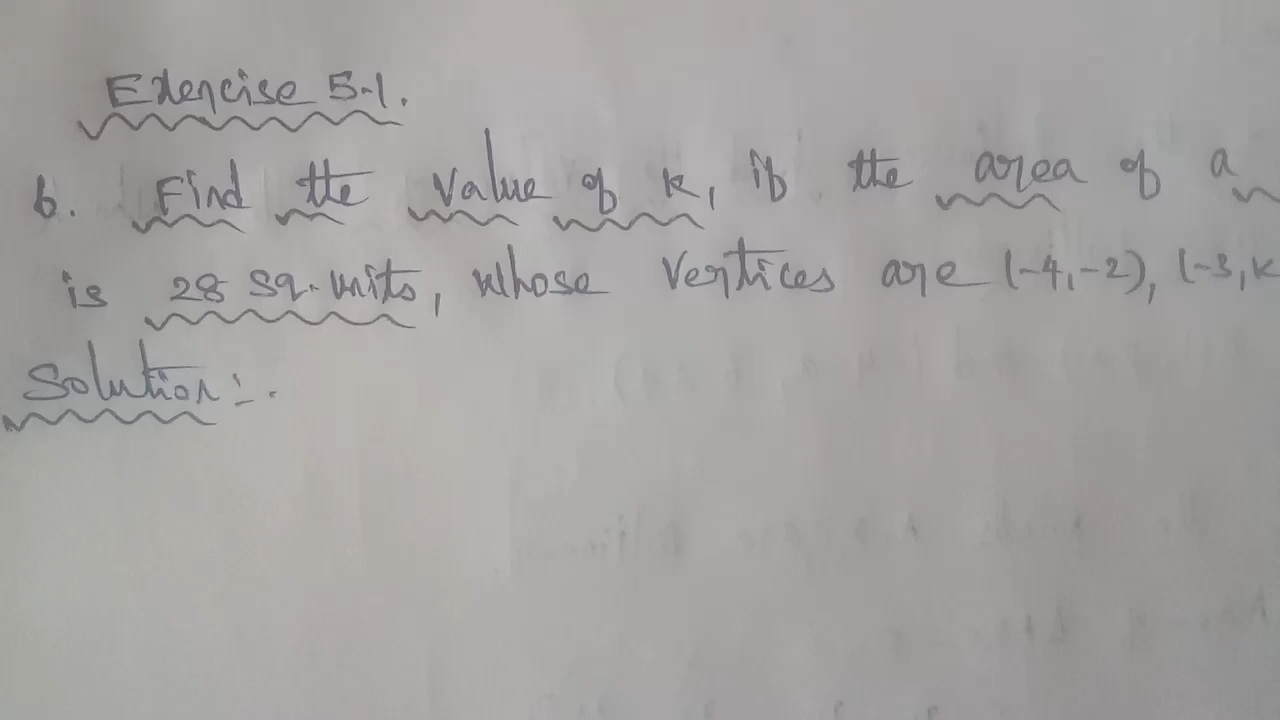 Exercise 5.1.
6. Find the value of k, if the area of a
is 28 sq. units, whose vertices are (-4,-2), (-3, k
Solution:-.